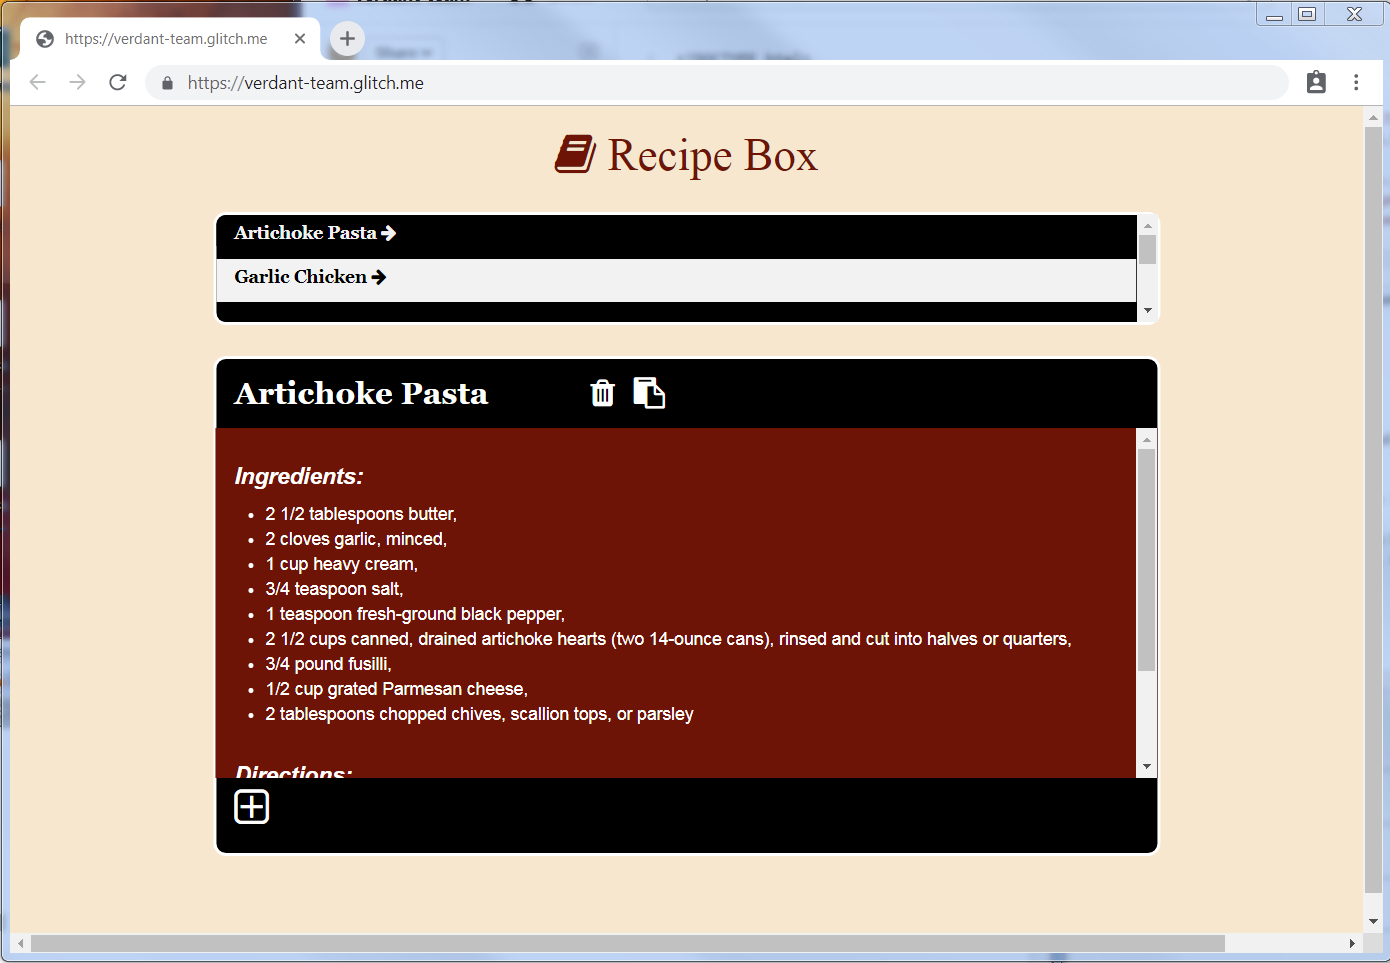 https://verdant-team.glitch.me
https://verdant-team.glitch.me
Recipe Box
Artichoke Pasta
Garlic Chicken
Artichoke Pasta
Ingredients:
2 1/2 tablespoons butter,
2 cloves garlic, minced,
1 cup heavy cream,
3/4 teaspoon salt,
1 teaspoon fresh-ground black pepper,
2 1/2 cups canned, drained artichoke hearts (two 14-ounce cans), rinsed and cut into halves or quarters,
3/4 pound fusilli,
1/2 cup grated Parmesan cheese,
2 tablespoons chopped chives, scallion tops, or parsley
Directions: